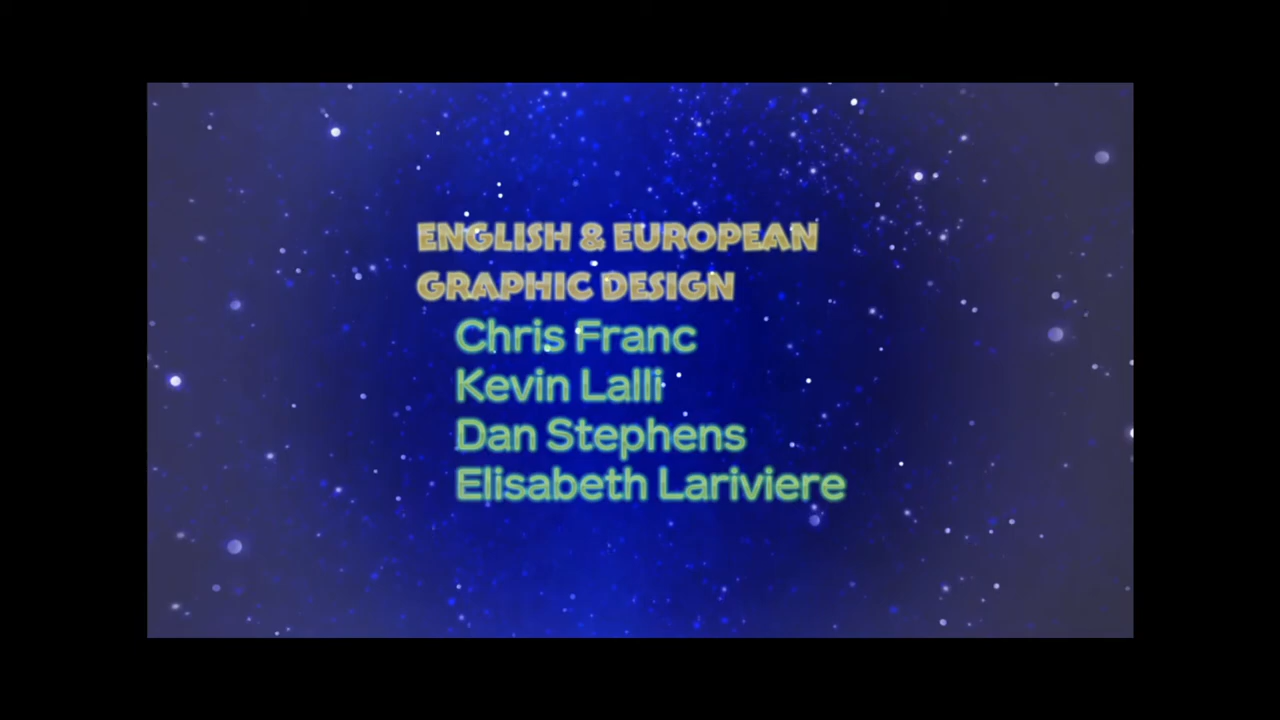 ENGLISH & EUROPEAN
GRAPHIC DESIGN
Chris Franc
Kevin Lalli
Dan Stephens
Elisabeth Lariviere